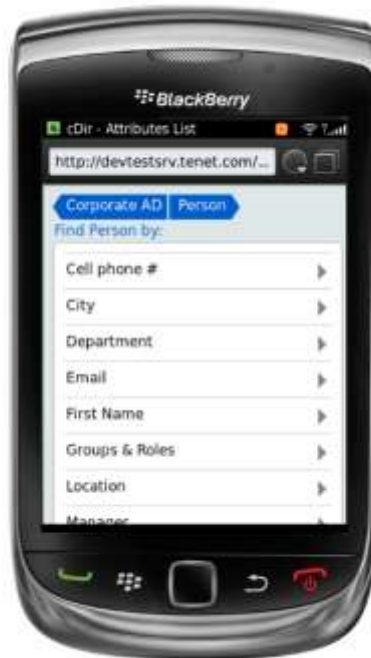 BlackBerry
cDir - Attributes List
http://devtestsrv.tenet.com/...
Corporate AD Person
Find Person by:
Cell phone #
City
Department
Email
First Name
Groups & Roles
Location
Manager